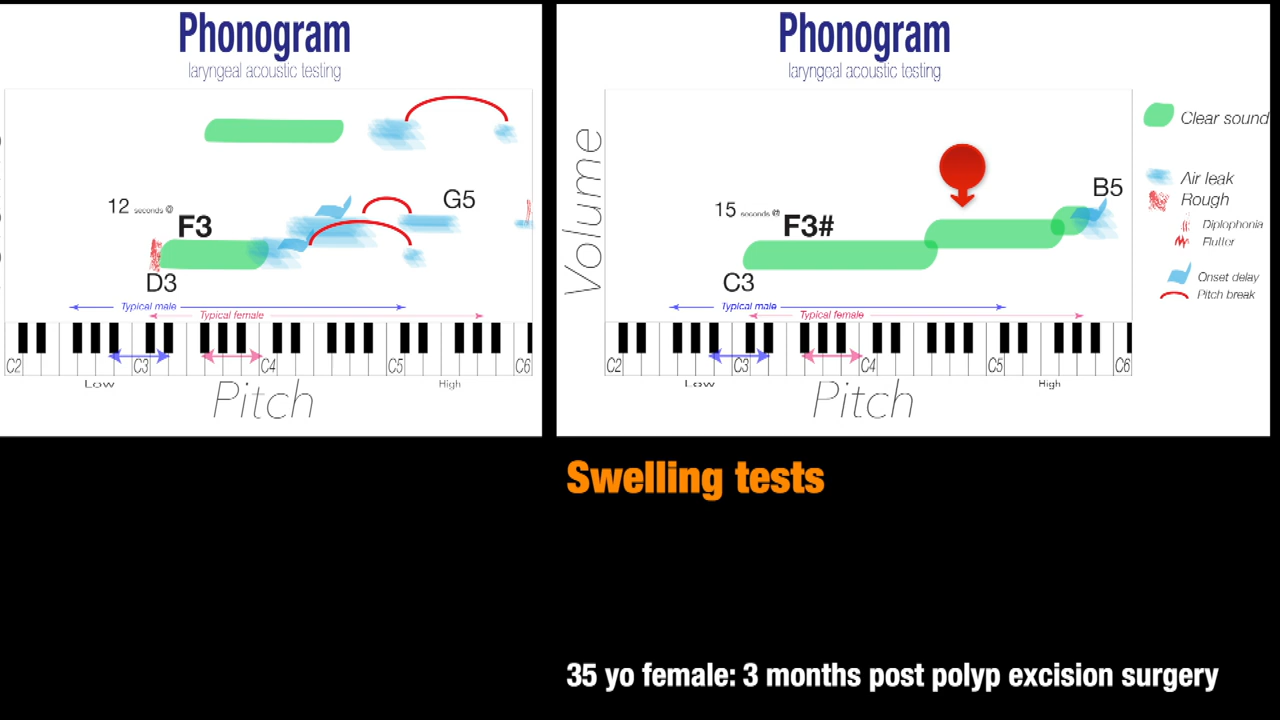 Phonogram
laryngeal acoustic testing
12 seconds @
F3
D3
G5
Typical male
Typical female
C2
C3
C4
C5
C6
Low
High
Pitch
Phonogram
laryngeal acoustic testing
Volume
15 seconds @
F3#
C3
B5
Typical male
Typical female
C2
C3
C4
C5
C6
Low
High
Pitch
Clear sound
Air leak
Rough
Diplophonia
Flutter
Onset delay
Pitch break
Swelling tests
35 yo female: 3 months post polyp excision surgery